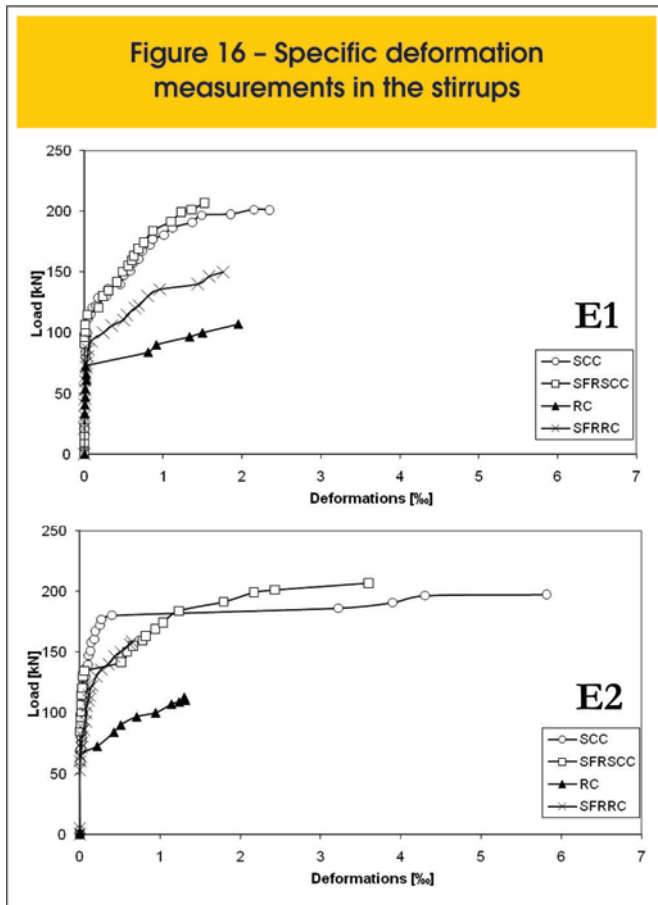 Figure 16 – Specific deformation
measurements in the stirrups
250
200
150
100
50
0
Load [kN]
E1
SCC
SFRSCC
RC
SFRRC
0 1 2 3 4 5 6 7
Deformations [‰]
250
200
150
100
50
0
Load [kN]
E2
SCC
SFRSCC
RC
SFRRC
0 1 2 3 4 5 6 7
Deformations [‰]